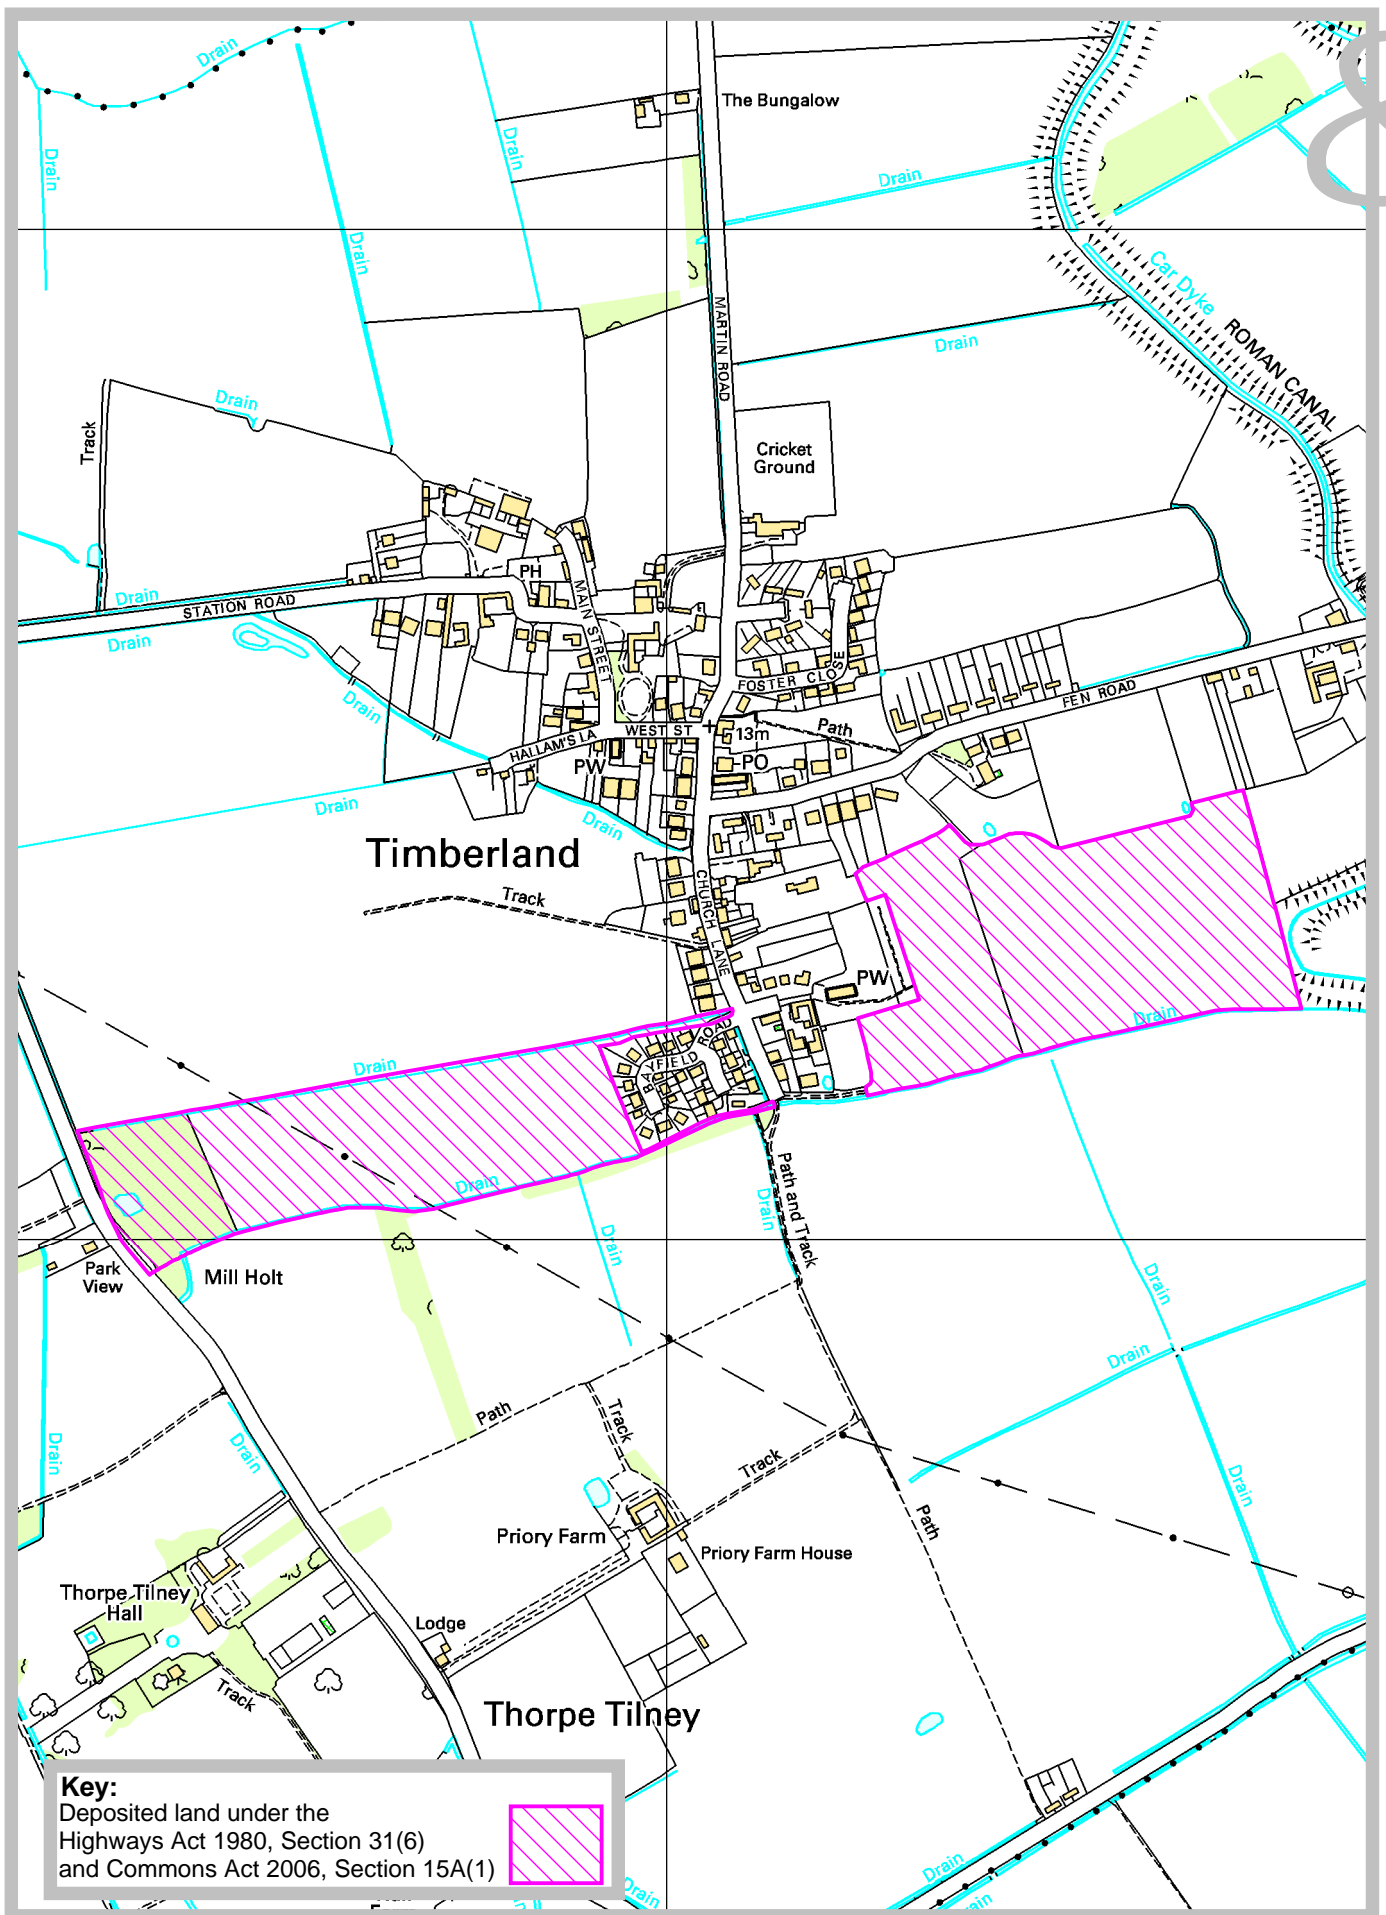 Drain
8
The Bungalow
Drain
Drain
Drain
Drain
Car Dyke
ROMAN CANAL
MARTIN ROAD
Drain
Drain
Track
Cricket
Ground
PH
MAIN STREET
Drain
STATION ROAD
Drain
Drain
FOSTER CLOSE
FEN ROAD
Path
WEST ST
13m
HALLAM'S LA
PW
PO
Drain
Drain
Timberland
Track
CHURCH LANE
PW
Drain
BAYFIELD ROAD
Drain
Drain
Drain
Path and Track
Drain
Park
View
Mill Holt
Drain
Drain
Path
Track
Drain
Drain
Track
Drain
Path
Priory Farm
Priory Farm House
Thorpe Tilney
Hall
Lodge
Track
Thorpe Tilney
Key:
Deposited land under the
Highways Act 1980, Section 31(6)
and Commons Act 2006, Section 15A(1)
Drain
Drain